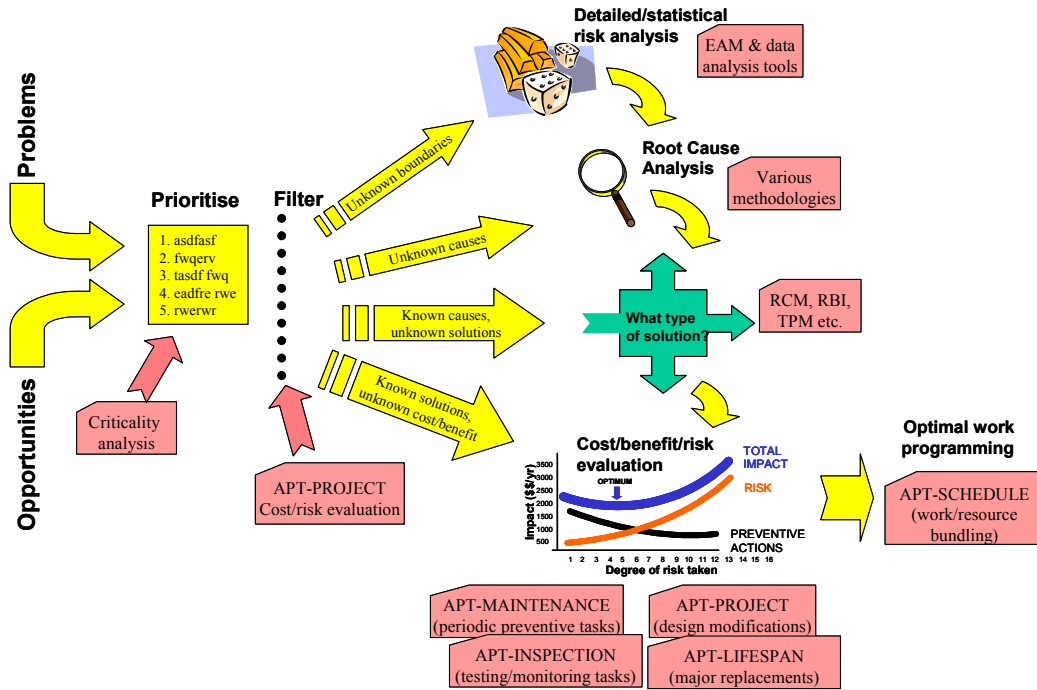 Problems
Opportunities
Prioritise
1. asdfasf
2. fwqerv
3. tasdf fwq
4. eadfre rwe
5. rwerwr
Criticality
analysis
Filter
APT-PROJECT
Cost/risk evaluation
Unknown boundaries
Unknown causes
Known causes,
unknown solutions
Known solutions,
unknown cost/benefit
Detailed/statistical
risk analysis
EAM & data
analysis tools
Root Cause
Analysis
Various
methodologies
What type
of solution?
RCM, RBI,
TPM etc.
Cost/benefit/risk
evaluation
OPTIMUM
TOTAL
IMPACT
RISK
PREVENTIVE
ACTIONS
Impact ($$/yr)
3500
3000
2500
2000
1500
1000
500
1 2 3 4 5 6 7 8 9 10 11 12 13 14 15 16
Degree of risk taken
Optimal work
programming
APT-SCHEDULE
(work/resource
bundling)
APT-MAINTENANCE
(periodic preventive tasks)
APT-PROJECT
(design modifications)
APT-INSPECTION
(testing/monitoring tasks)
APT-LIFESPAN
(major replacements)